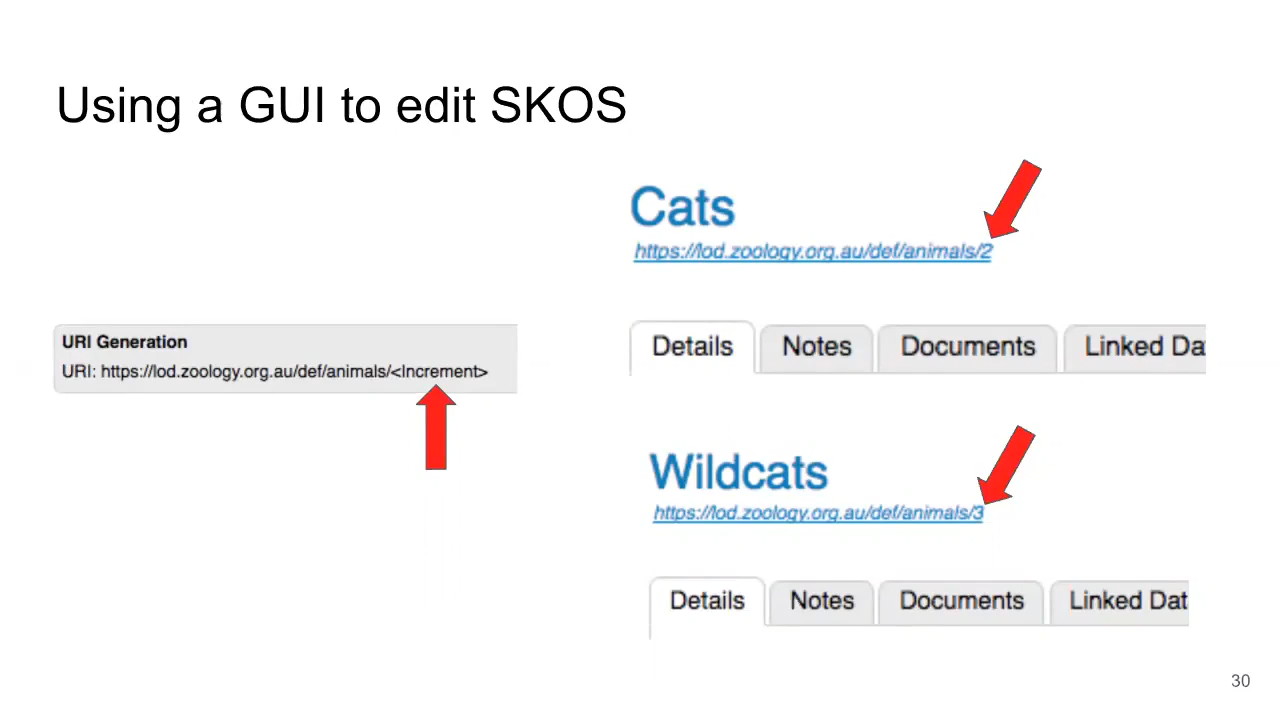 Using a GUI to edit SKOS
URI Generation
URI: https://lod.zoology.org.au/def/animals/<Increment>
Cats
https://lod.zoology.org.au/def/animals/2
Details Notes Documents Linked Da
Wildcats
https://lod.zoology.org.au/def/animals/3
Details Notes Documents Linked Dat
30